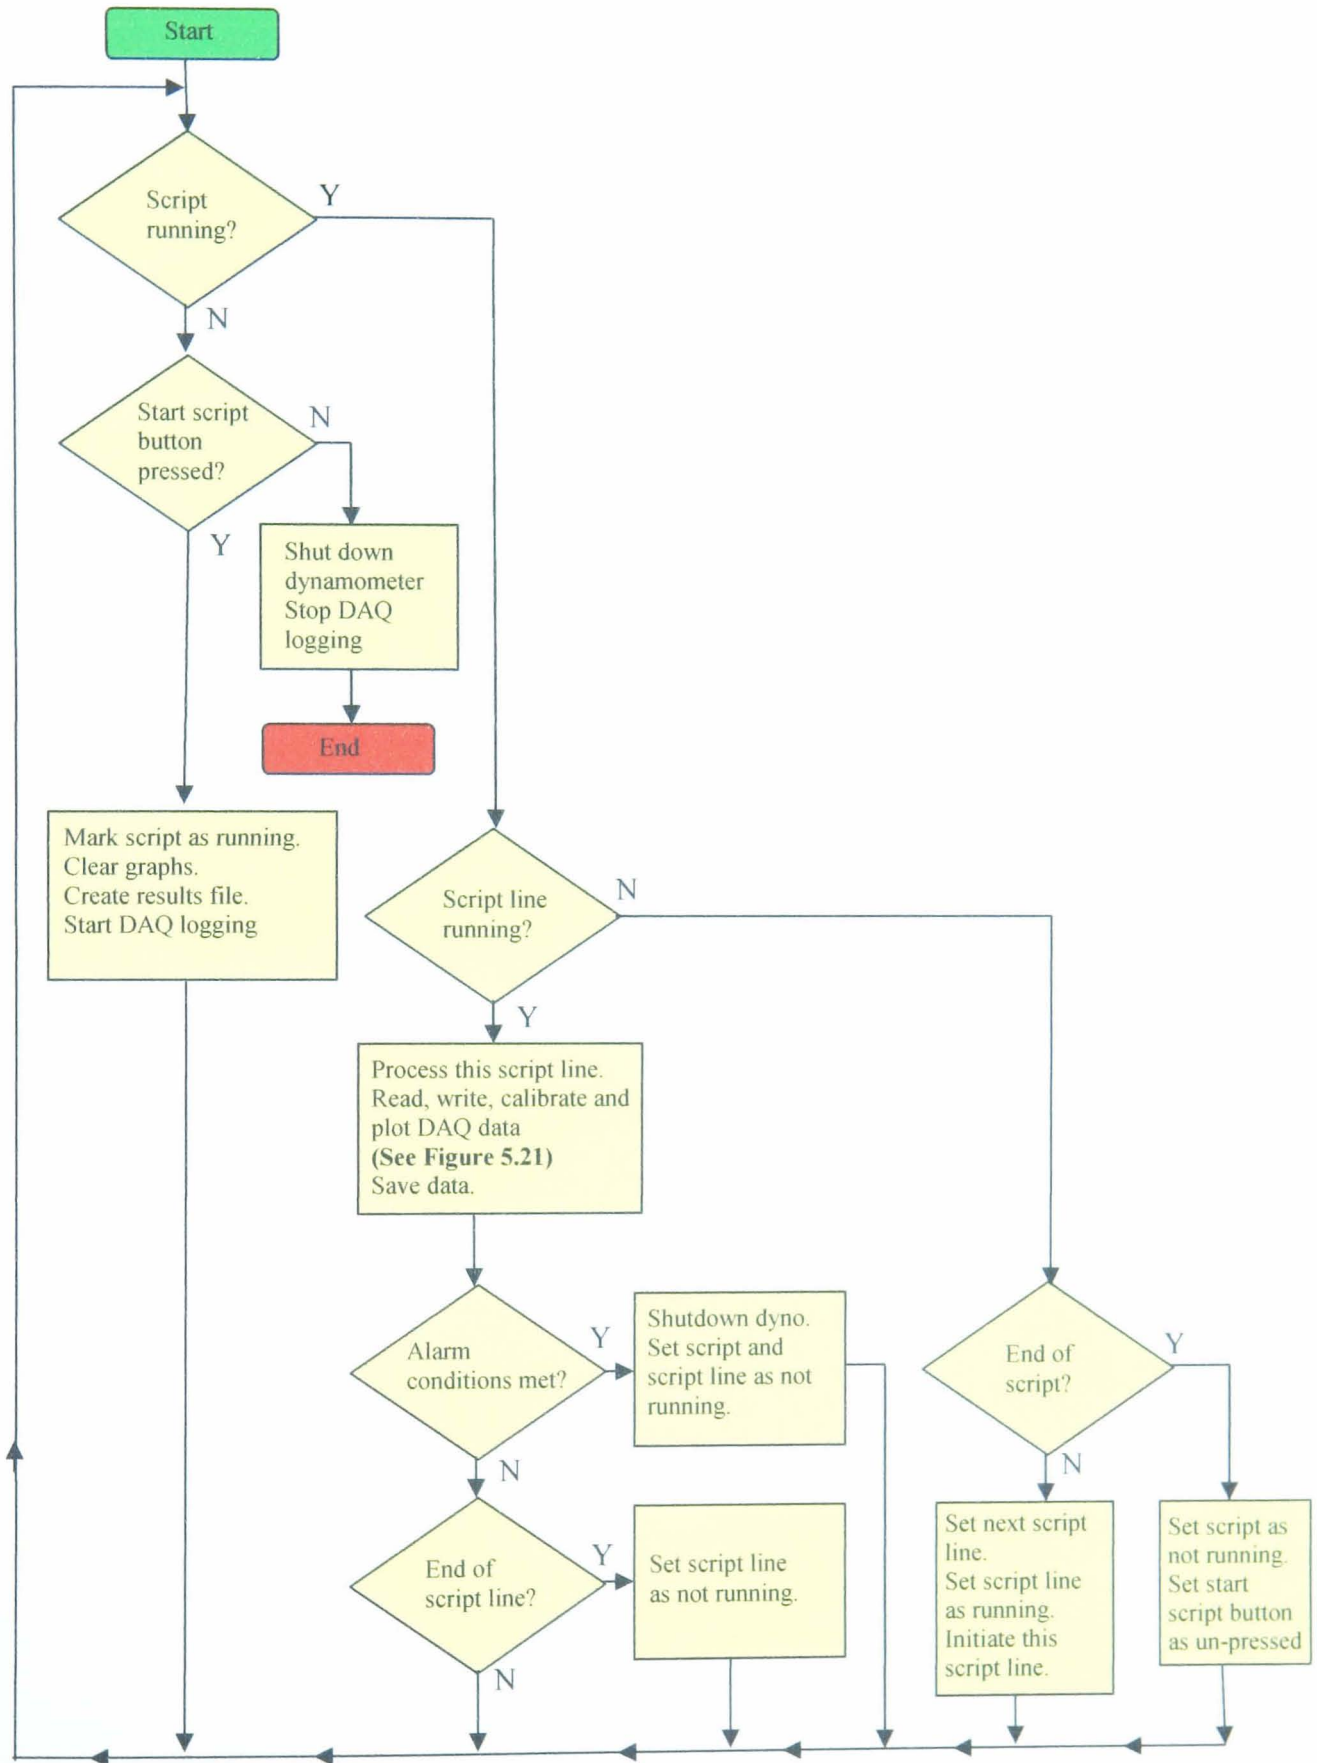 Start
Script
running?
Y
N
Start script
button
pressed?
N
Y
Shut down
dynamometer
Stop DAQ
logging
End
Mark script as running.
Clear graphs.
Create results file.
Start DAQ logging
Script line
running?
N
Y
Process this script line.
Read, write, calibrate and
plot DAQ data
(See Figure 5.21)
Save data.
Alarm
conditions met?
Y
N
Shutdown dyno.
Set script and
script line as not
running.
End of
script?
Y
N
End of
script line?
Y
N
Set script line
as not running.
Set next script
line.
Set script line
as running.
Initiate this
script line.
Set script as
not running.
Set start
script button
as un-pressed